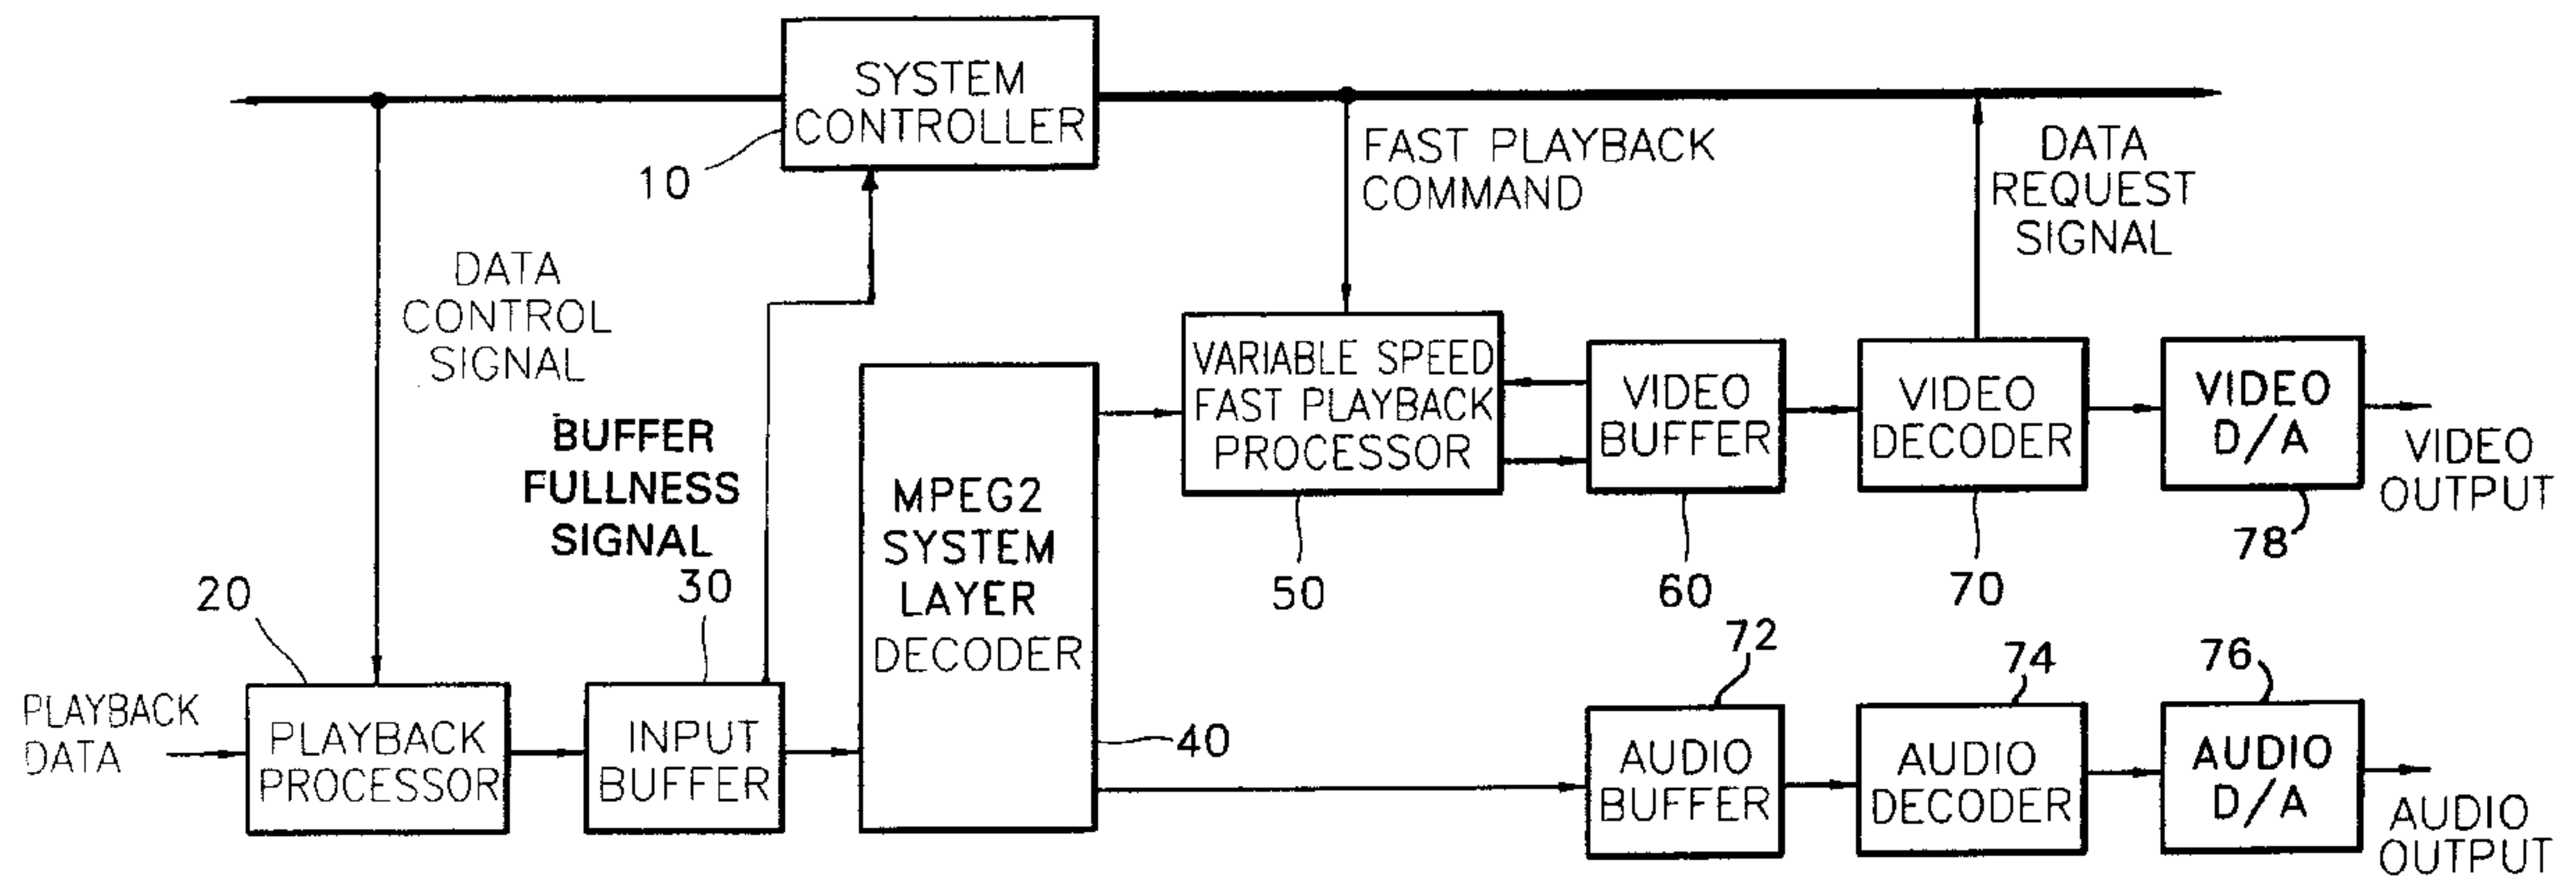 SYSTEM
CONTROLLER
10
FAST PLAYBACK
COMMAND
DATA
REQUEST
SIGNAL
DATA
CONTROL
SIGNAL
BUFFER
FULLNESS
SIGNAL
VARIABLE SPEED
FAST PLAYBACK
PROCESSOR
50
VIDEO
BUFFER
60
VIDEO
DECODER
70
VIDEO
D/A
78
VIDEO
OUTPUT
MPEG2
SYSTEM
LAYER
DECODER
40
PLAYBACK
DATA
20
PLAYBACK
PROCESSOR
30
INPUT
BUFFER
72
AUDIO
BUFFER
74
AUDIO
DECODER
76
AUDIO
D/A
AUDIO
OUTPUT